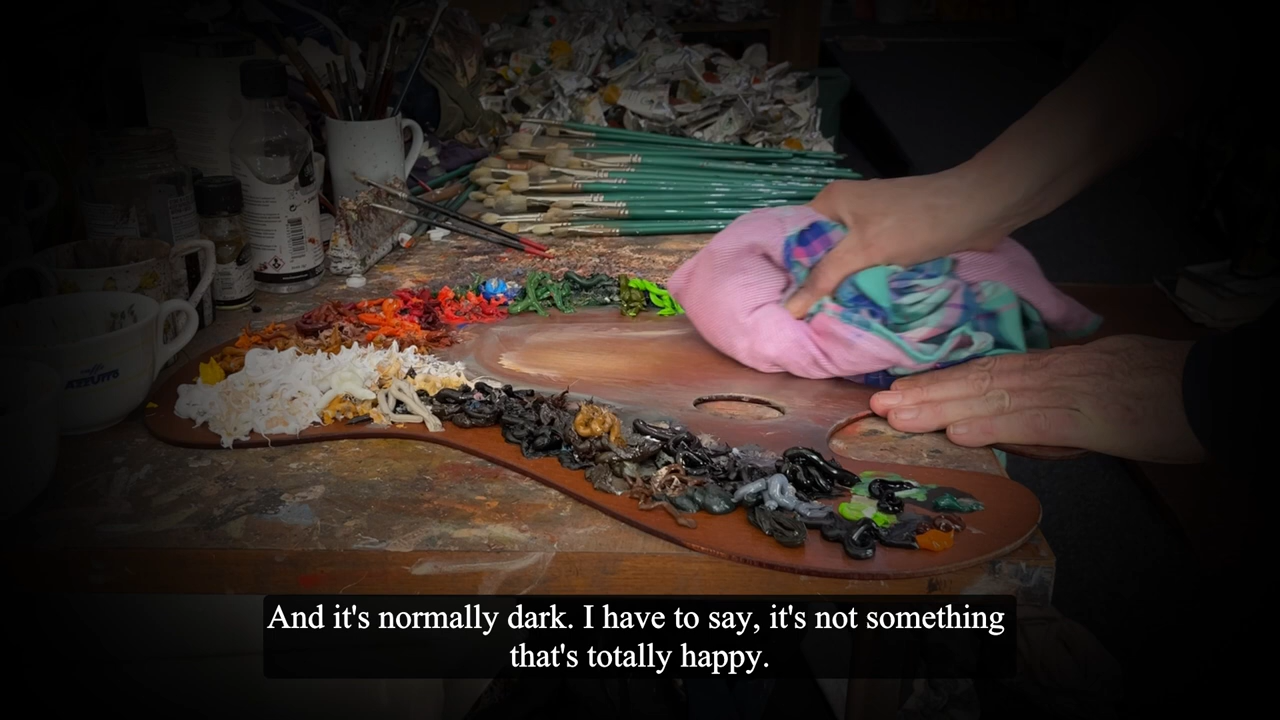 And it's normally dark. I have to say, it's not something
that's totally happy.